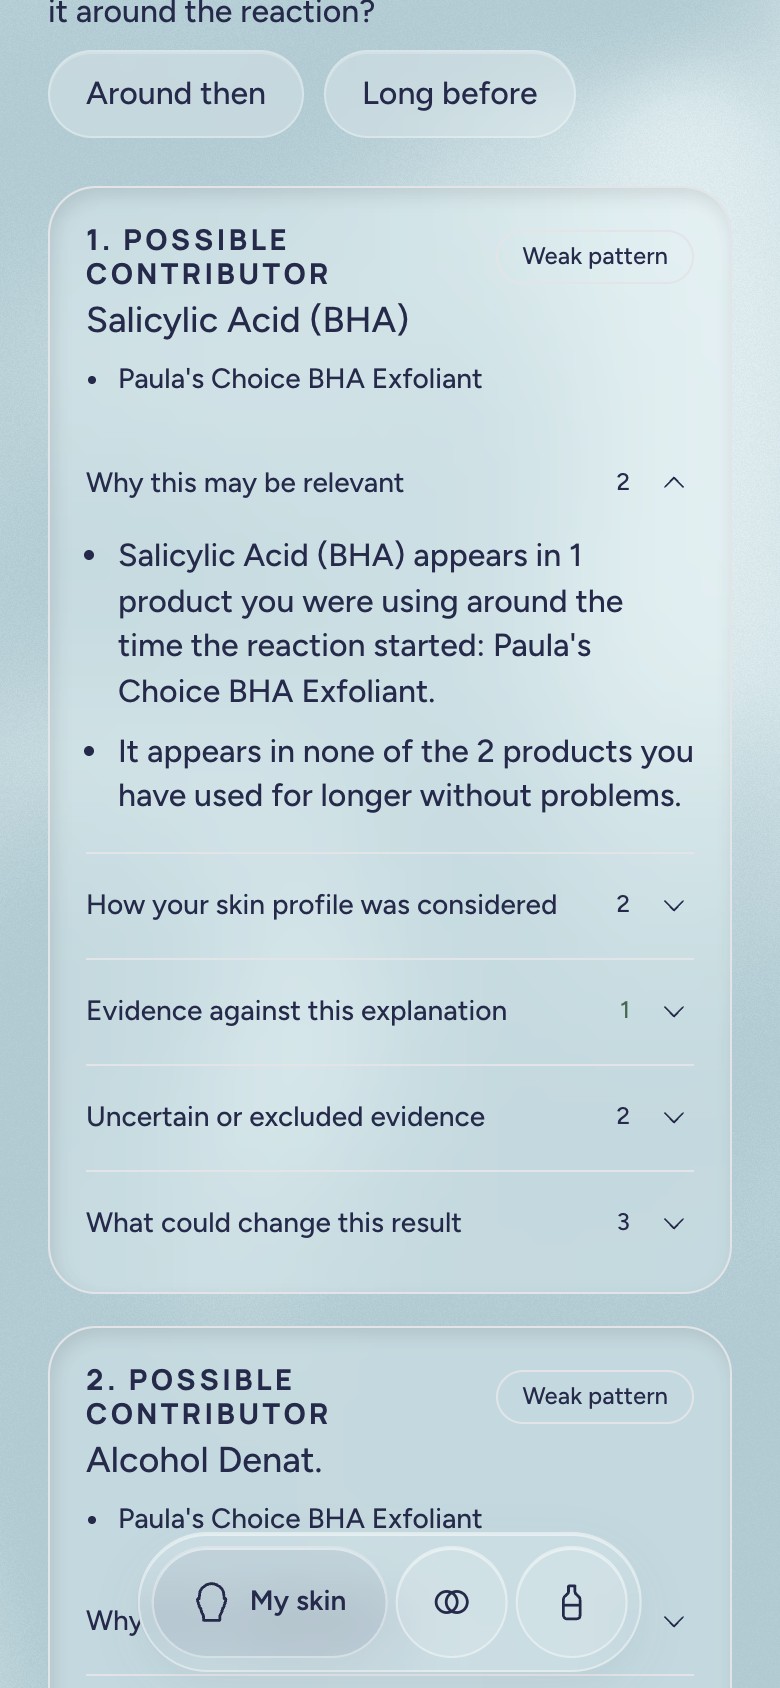 it around the reaction?
Around then
Long before
1. POSSIBLE
CONTRIBUTOR
Weak pattern
Salicylic Acid (BHA)
• Paula's Choice BHA Exfoliant
Why this may be relevant 2
• Salicylic Acid (BHA) appears in 1
product you were using around the
time the reaction started: Paula's
Choice BHA Exfoliant.
• It appears in none of the 2 products you
have used for longer without problems.
How your skin profile was considered 2
Evidence against this explanation 1
Uncertain or excluded evidence 2
What could change this result 3
2. POSSIBLE
CONTRIBUTOR
Weak pattern
Alcohol Denat.
• Paula's Choice BHA Exfoliant
Why
My skin